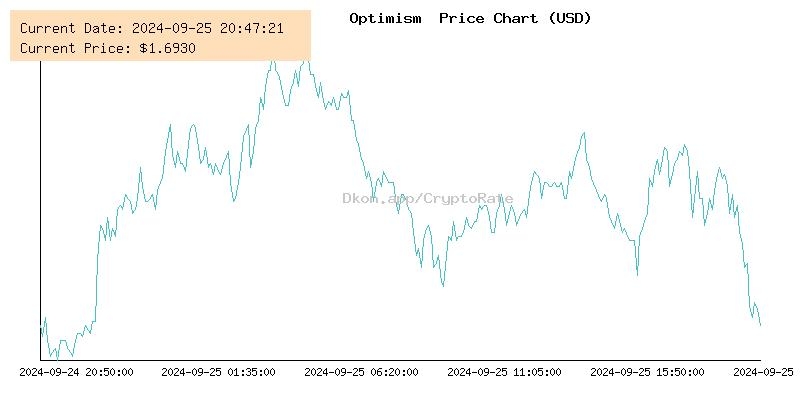 Optimism  Price Chart (USD)
Current Date: 2024-09-25 20:47:21
Current Price: $1.6930
Dkon.app/CryptoRate
2024-09-24 20:50:00 2024-09-25 01:35:00 2024-09-25 06:20:00 2024-09-25 11:05:00 2024-09-25 15:50:00 2024-09-25